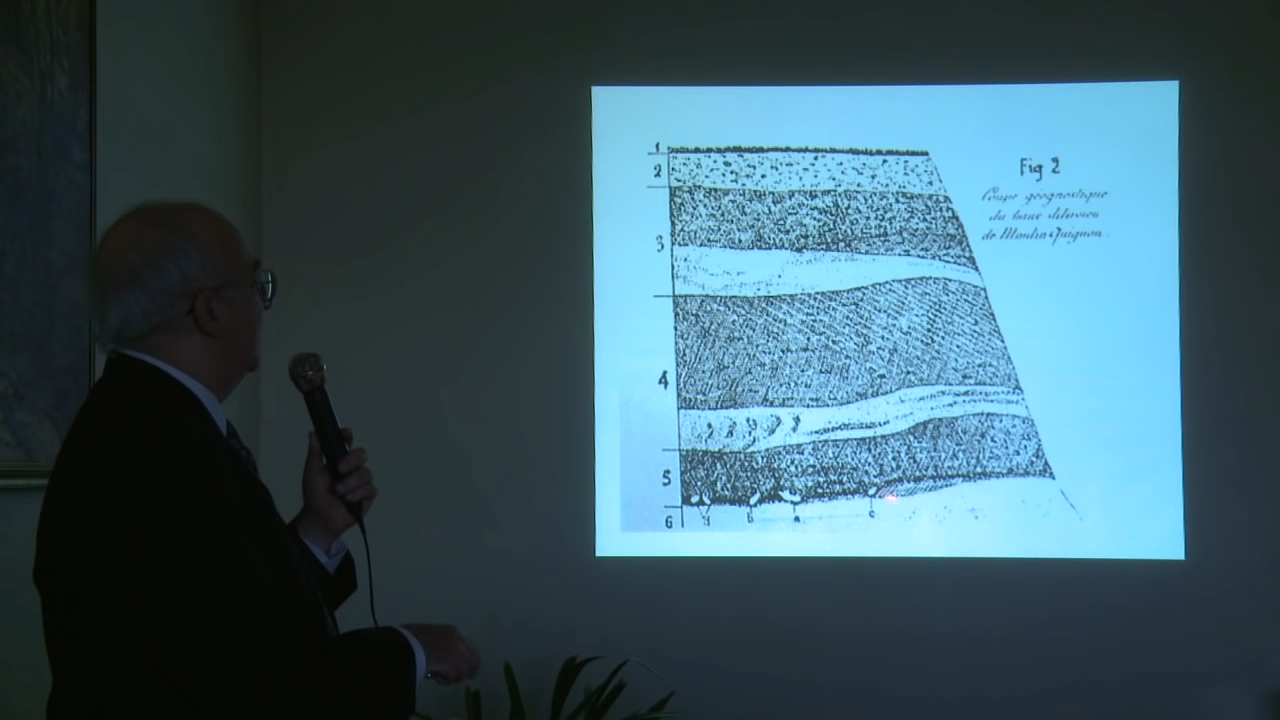 Fig 2
Coupe géognostique
du banc diluvien
de Moulin Quignon.
1
2
3
4
5
6
b
a
c